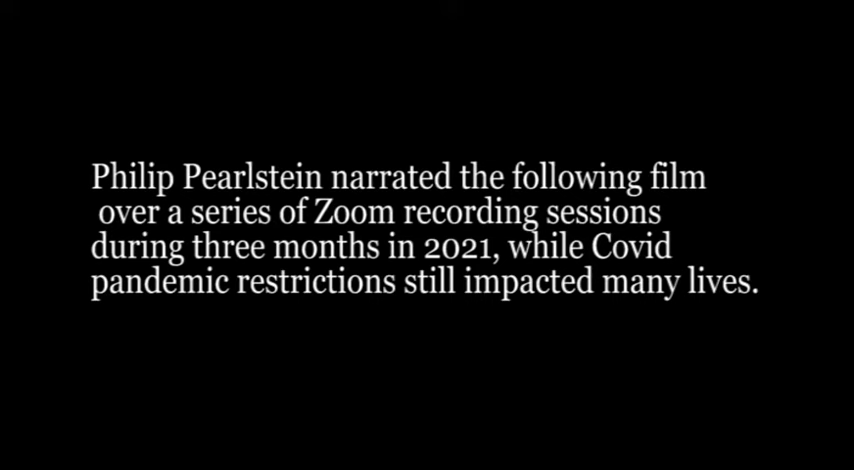 Philip Pearlstein narrated the following film
over a series of Zoom recording sessions
during three months in 2021, while Covid
pandemic restrictions still impacted many lives.